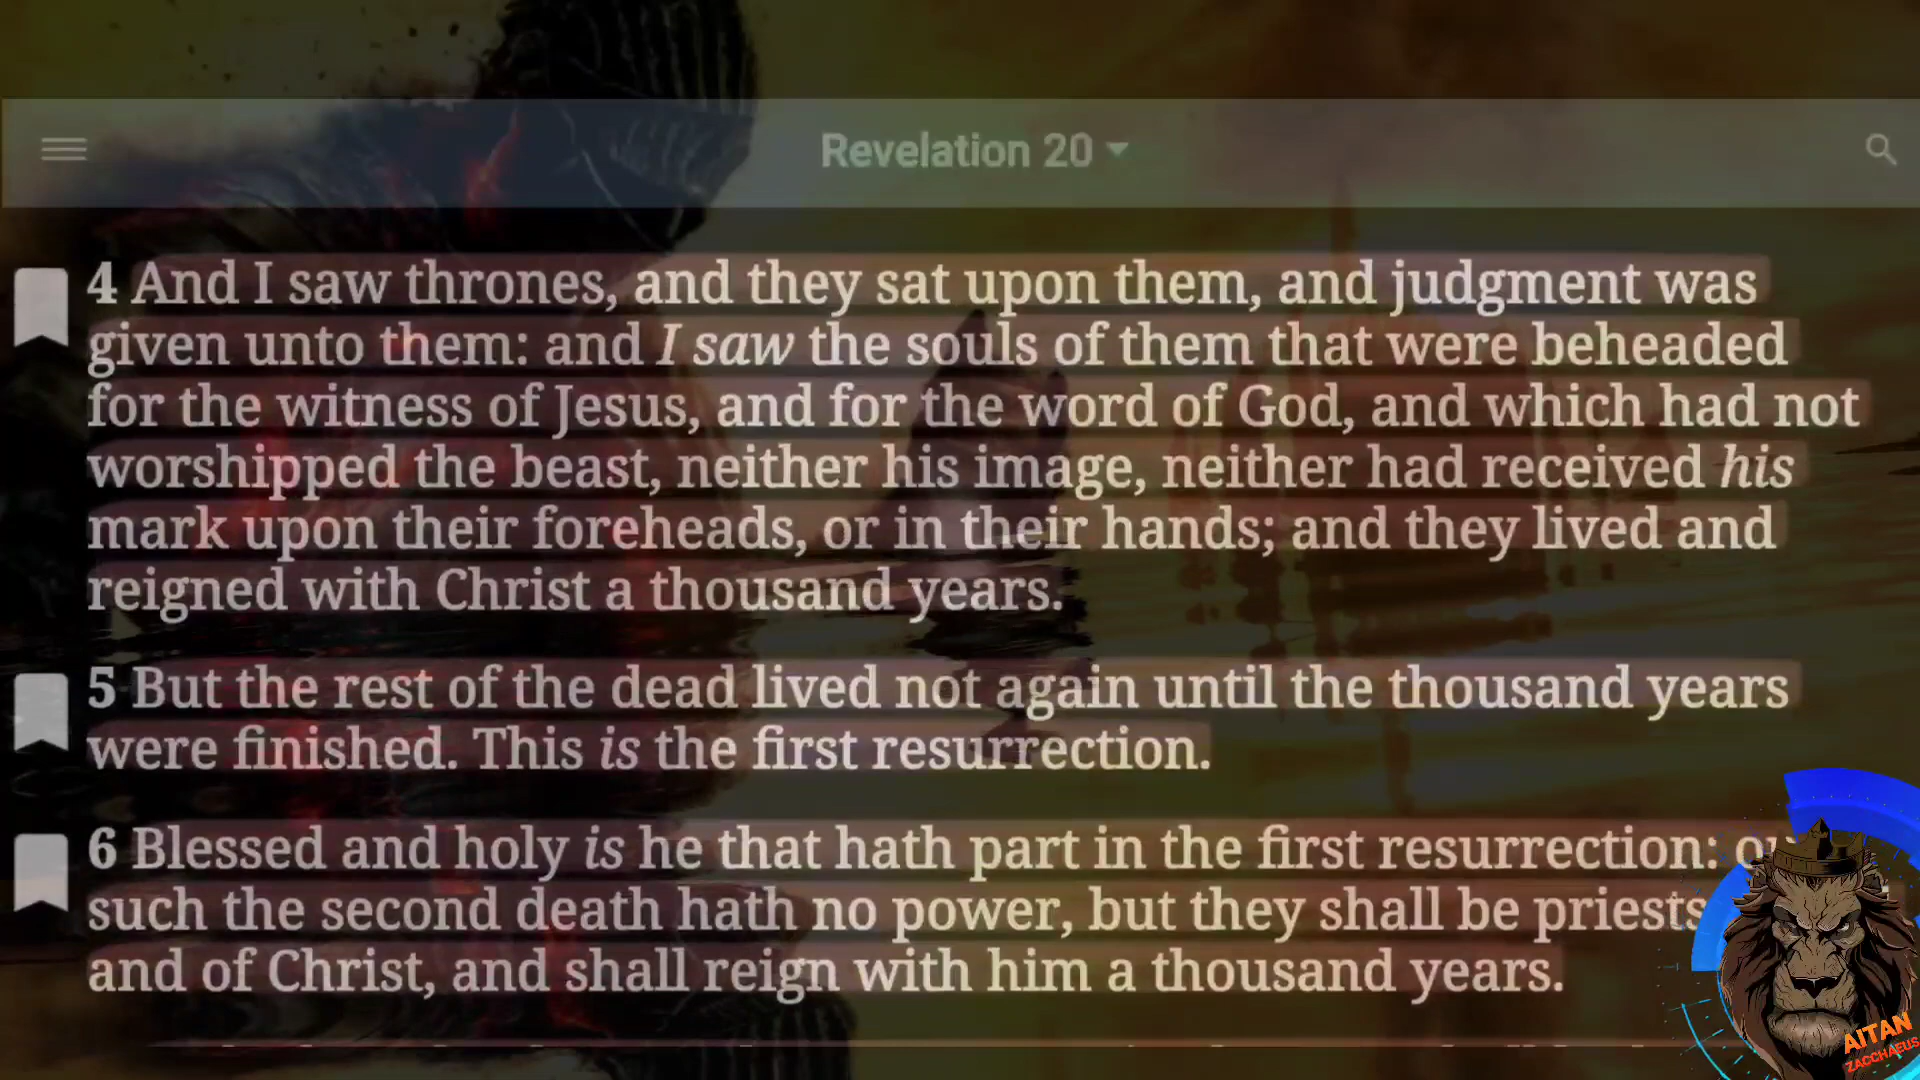 Revelation 20
4 And I saw thrones, and they sat upon them, and judgment was
given unto them: and I saw the souls of them that were beheaded
for the witness of Jesus, and for the word of God, and which had not
worshipped the beast, neither his image, neither had received his
mark upon their foreheads, or in their hands; and they lived and
reigned with Christ a thousand years.
5 But the rest of the dead lived not again until the thousand years
were finished. This is the first resurrection.
6 Blessed and holy is he that hath part in the first resurrection:
such the second death hath no power, but they shall be priests
and of Christ, and shall reign with him a thousand years.
AITAN
ZACCHAEUS